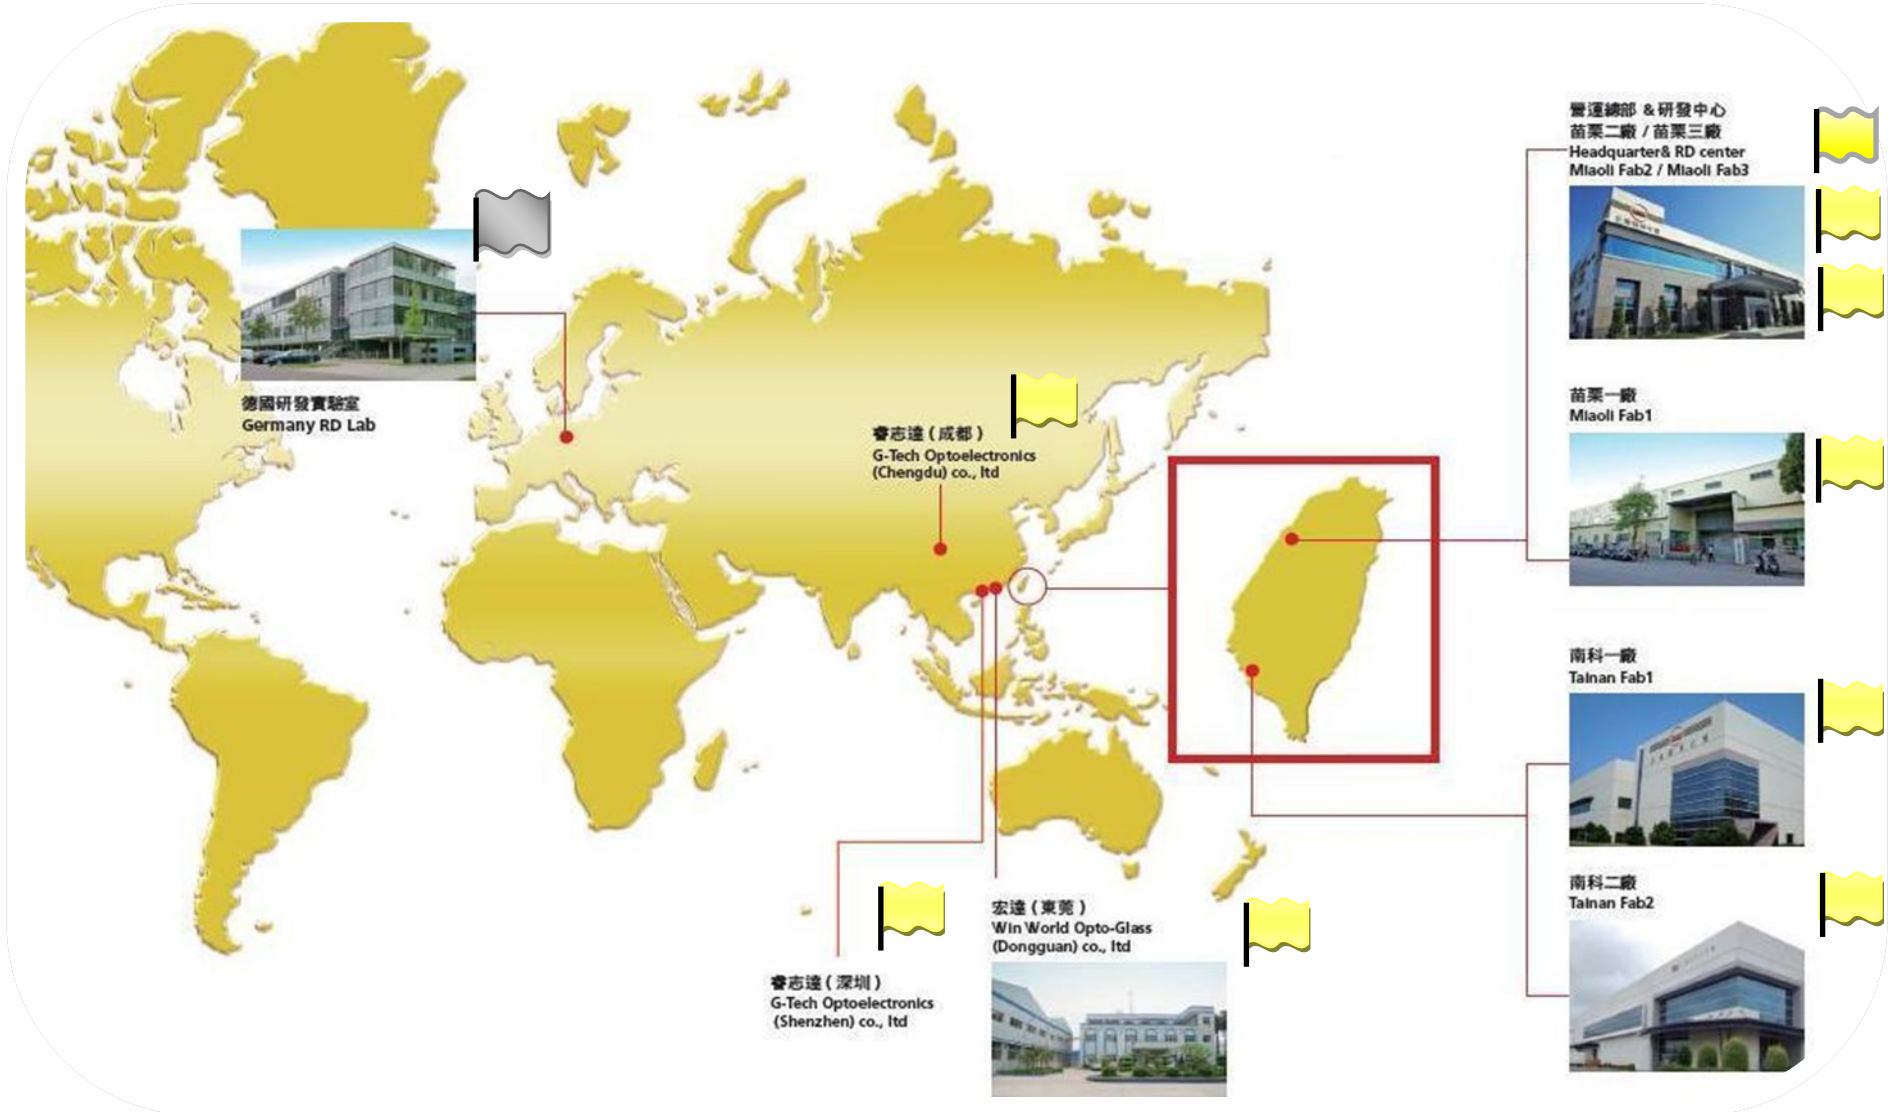 營運總部 & 研發中心
苗栗二廠 / 苗栗三廠
Headquarter& RD center
Miaoli Fab2 / Miaoli Fab3
苗栗一廠
Miaoli Fab1
德國研發實驗室
Germany RD Lab
睿志達 ( 成都 )
G-Tech Optoelectronics
(Chengdu) co., ltd
南科一廠
Tainan Fab1
南科二廠
Tainan Fab2
宏達 ( 東莞 )
Win World Opto-Glass
(Dongguan) co., ltd
睿志達 ( 深圳 )
G-Tech Optoelectronics
(Shenzhen) co., ltd